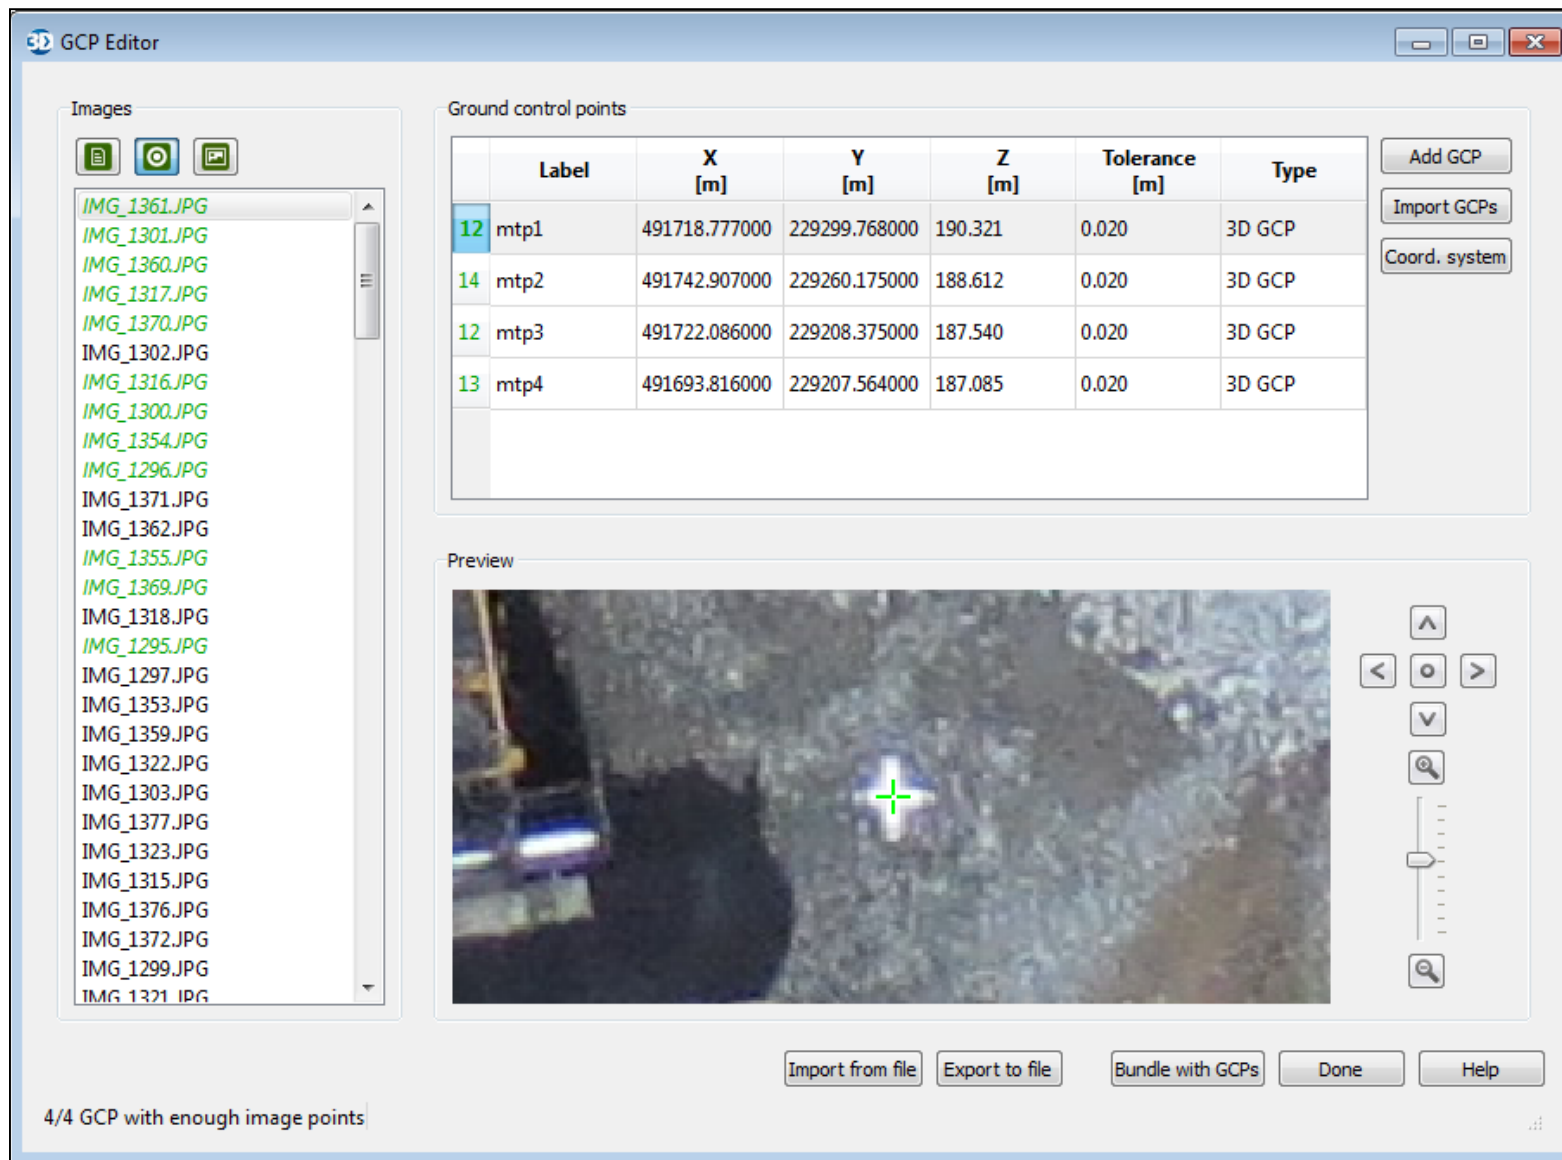 3D GCP Editor
Images
IMG_1361.JPG
IMG_1301.JPG
IMG_1360.JPG
IMG_1317.JPG
IMG_1370.JPG
IMG_1302.JPG
IMG_1316.JPG
IMG_1300.JPG
IMG_1354.JPG
IMG_1296.JPG
IMG_1371.JPG
IMG_1362.JPG
IMG_1355.JPG
IMG_1369.JPG
IMG_1318.JPG
IMG_1295.JPG
IMG_1297.JPG
IMG_1353.JPG
IMG_1359.JPG
IMG_1322.JPG
IMG_1303.JPG
IMG_1377.JPG
IMG_1323.JPG
IMG_1315.JPG
IMG_1376.JPG
IMG_1372.JPG
IMG_1299.JPG
IMG_1321.JPG
Ground control points
Label X [m] Y [m] Z [m] Tolerance [m] Type
12 mtp1 491718.777000 229299.768000 190.321 0.020 3D GCP
14 mtp2 491742.907000 229260.175000 188.612 0.020 3D GCP
12 mtp3 491722.086000 229208.375000 187.540 0.020 3D GCP
13 mtp4 491693.816000 229207.564000 187.085 0.020 3D GCP
Add GCP
Import GCPs
Coord. system
Preview
Import from file Export to file Bundle with GCPs Done Help
4/4 GCP with enough image points